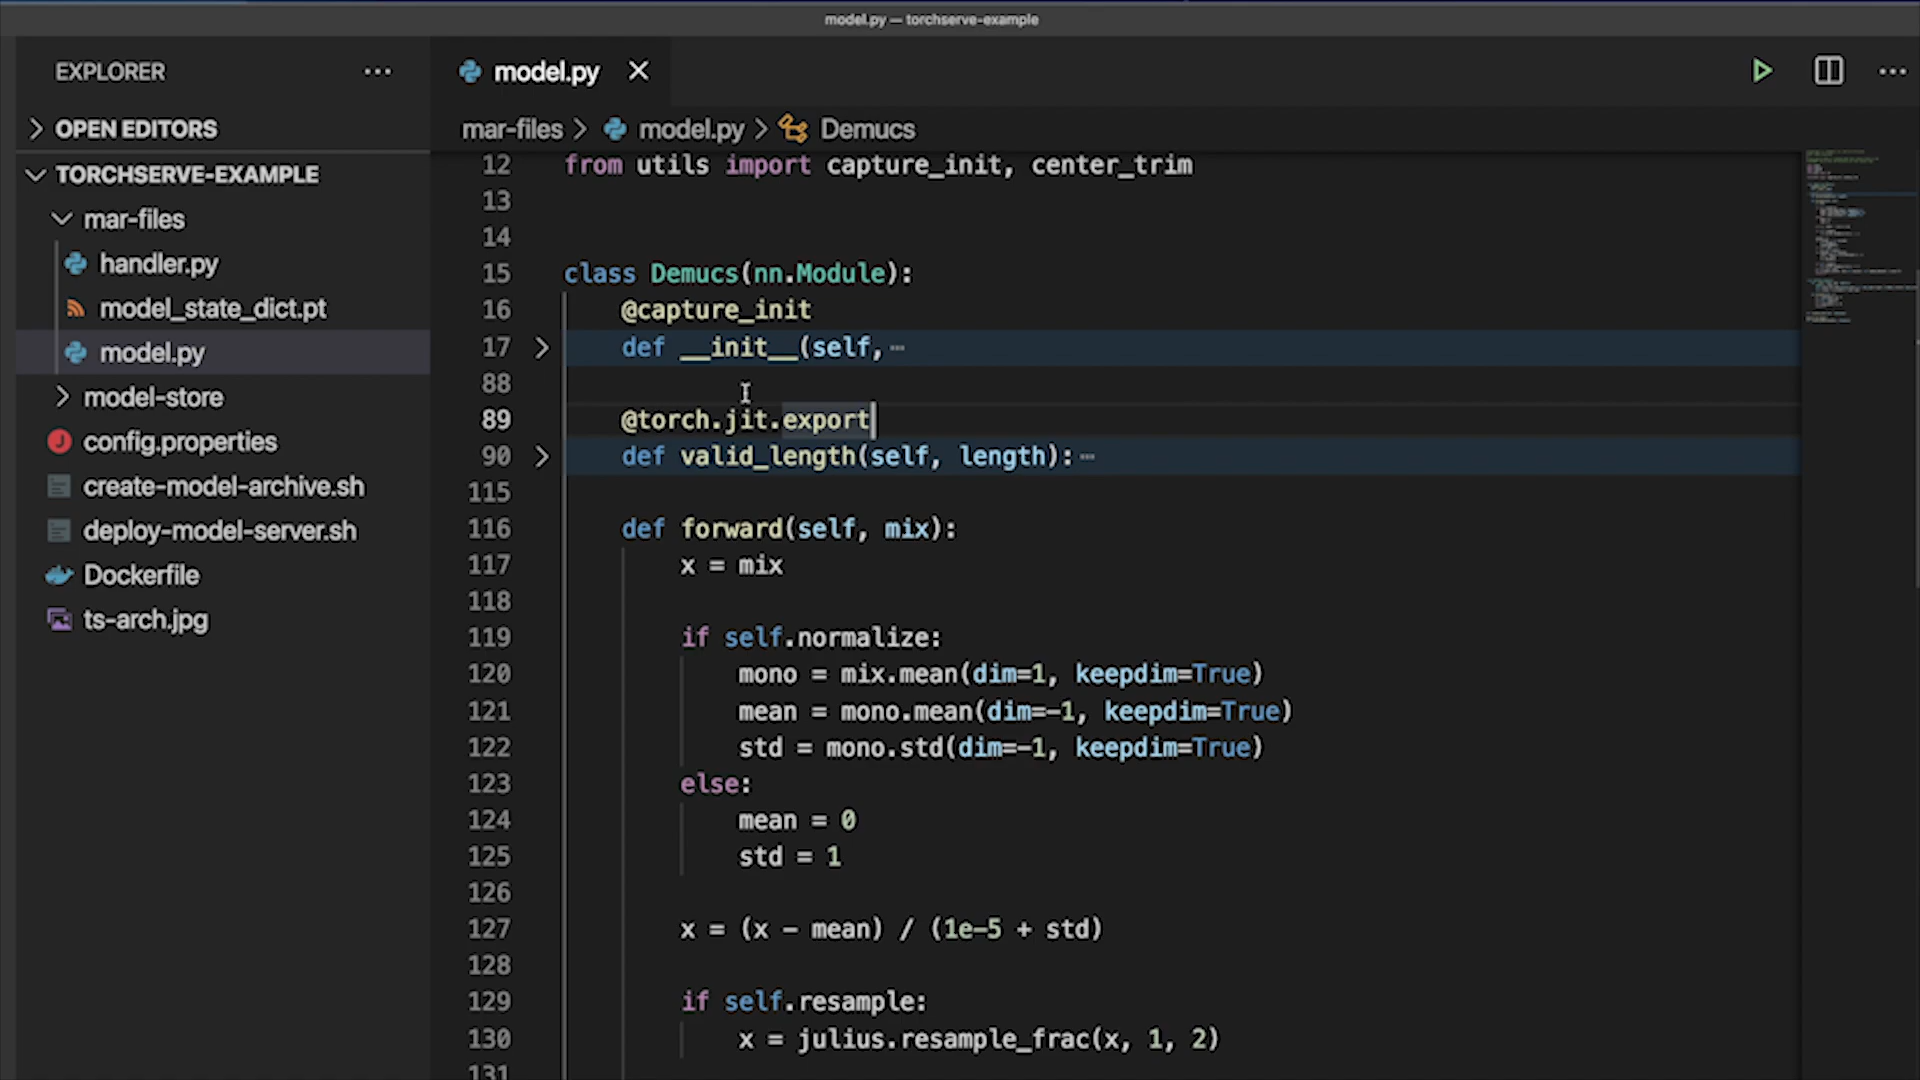 model.py — torchserve-example
EXPLORER
OPEN EDITORS
TORCHSERVE-EXAMPLE
mar-files
handler.py
model_state_dict.pt
model.py
model-store
config.properties
create-model-archive.sh
deploy-model-server.sh
Dockerfile
ts-arch.jpg
model.py
mar-files > model.py > Demucs
12 from utils import capture_init, center_trim
13
14
15 class Demucs(nn.Module):
16 @capture_init
17 def __init__(self,⋯
88
89 @torch.jit.export
90 def valid_length(self, length):⋯
115
116 def forward(self, mix):
117 x = mix
118
119 if self.normalize:
120 mono = mix.mean(dim=1, keepdim=True)
121 mean = mono.mean(dim=-1, keepdim=True)
122 std = mono.std(dim=-1, keepdim=True)
123 else:
124 mean = 0
125 std = 1
126
127 x = (x - mean) / (1e-5 + std)
128
129 if self.resample:
130 x = julius.resample_frac(x, 1, 2)
131